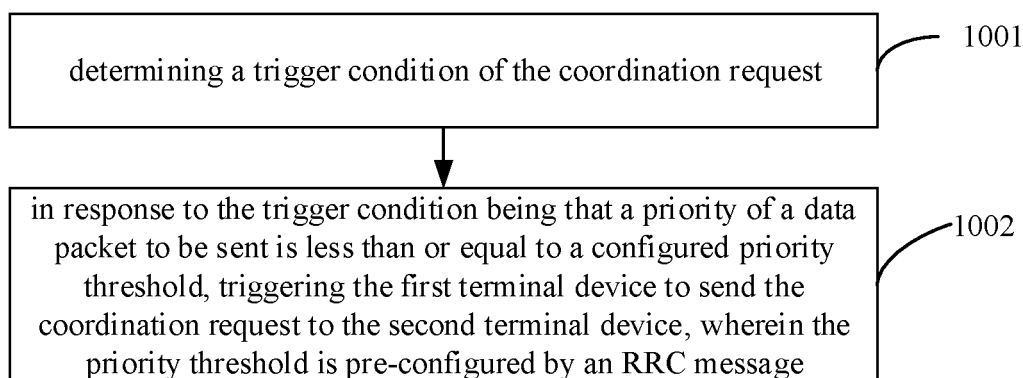 determining a trigger condition of the coordination request
1001
in response to the trigger condition being that a priority of a data
packet to be sent is less than or equal to a configured priority
threshold, triggering the first terminal device to send the
coordination request to the second terminal device, wherein the
priority threshold is pre-configured by an RRC message
1002